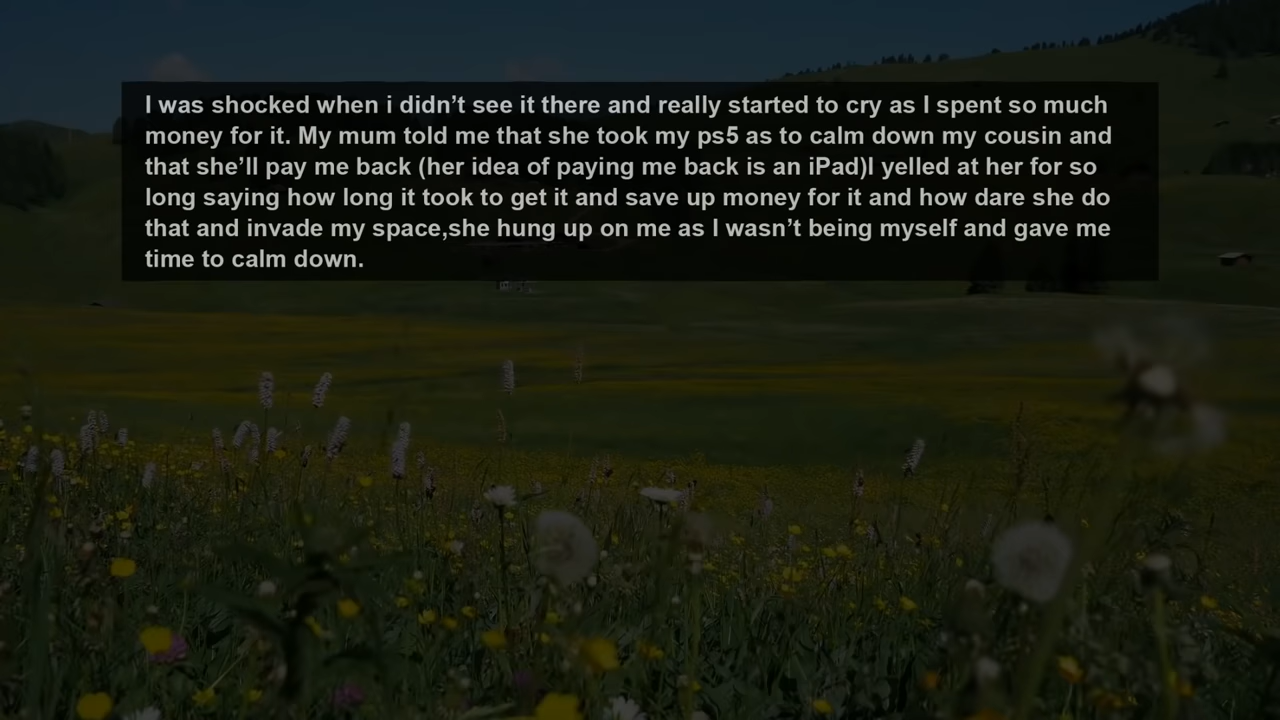 I was shocked when i didn’t see it there and really started to cry as I spent so much
money for it. My mum told me that she took my ps5 as to calm down my cousin and
that she’ll pay me back (her idea of paying me back is an iPad)I yelled at her for so
long saying how long it took to get it and save up money for it and how dare she do
that and invade my space,she hung up on me as I wasn’t being myself and gave me
time to calm down.